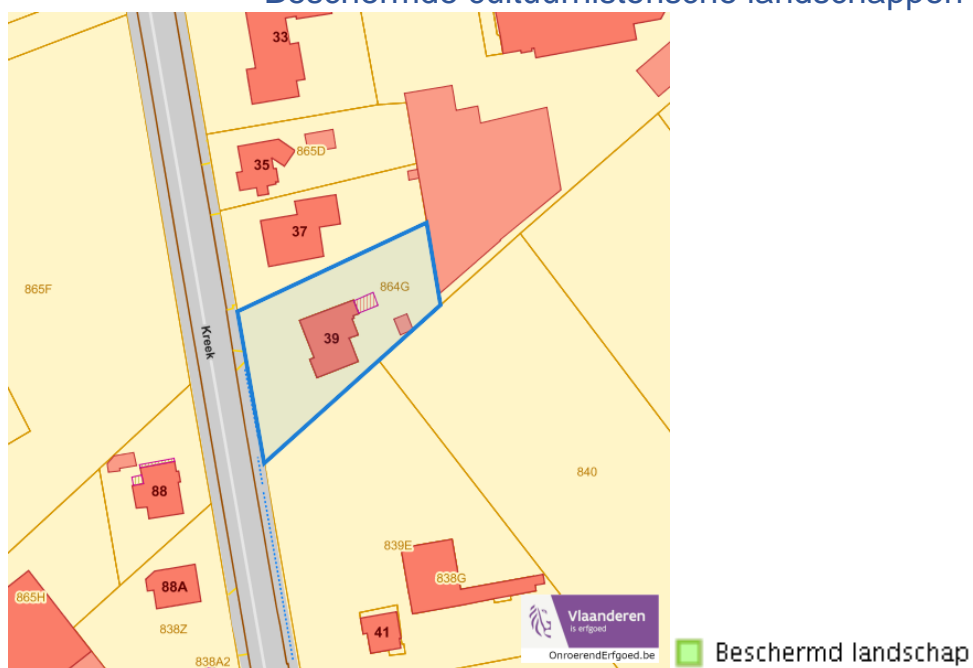 Beschermde cultuurhistorische landschappen
33
35
865D
37
865F
864G
39
Kreek
840
88
839E
838G
88A
865H
838Z
41
838A2
Vlaanderen
is erfgoed
OnroerendErfgoed.be
Beschermd landschap